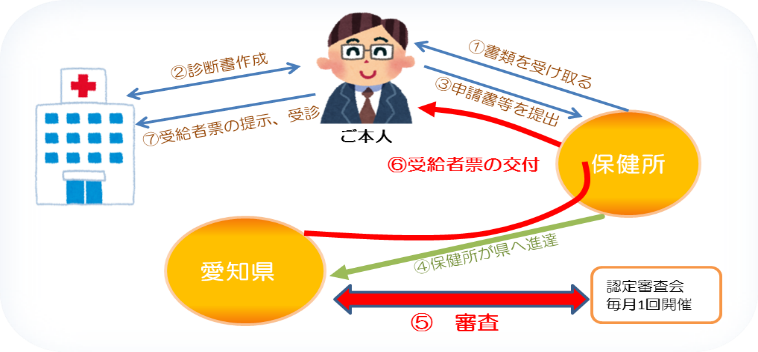 ①書類を受け取る
②診断書作成
③申請書等を提出
⑦受給者票の提示、受診
ご本人
⑥受給者票の交付
保健所
④保健所が県へ進達
愛知県
認定審査会
毎月1回開催
⑤ 審査